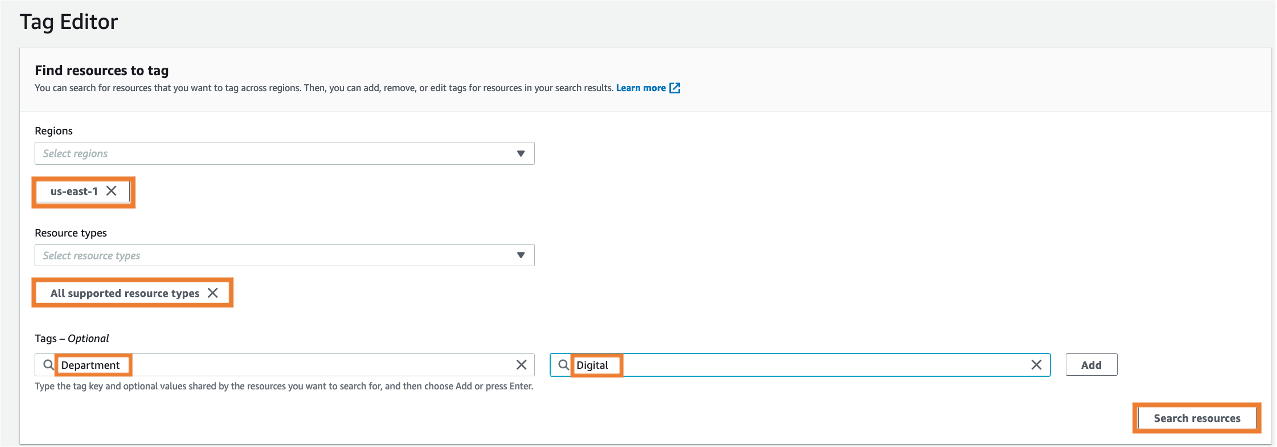 Tag Editor
Find resources to tag
You can search for resources that you want to tag across regions. Then, you can add, remove, or edit tags for resources in your search results. Learn more
Regions
Select regions
us-east-1
Resource types
Select resource types
All supported resource types
Tags – Optional
Department Digital Add
Type the tag key and optional values shared by the resources you want to search for, and then choose Add or press Enter.
Search resources